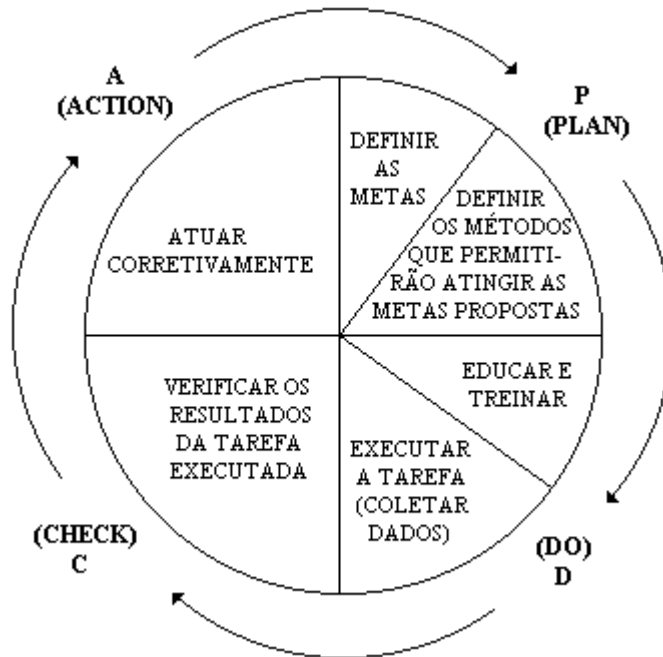 A
(ACTION)
P
(PLAN)
DEFINIR
AS
METAS
DEFINIR
OS MÉTODOS
QUE PERMITI-
RÃO ATINGIR AS
METAS PROPOSTAS
EDUCAR E
TREINAR
EXECUTAR
A TAREFA
(COLETAR
DADOS)
(DO)
D
VERIFICAR OS
RESULTADOS
DA TAREFA
EXECUTADA
(CHECK)
C
ATUAR
CORRETIVAMENTE